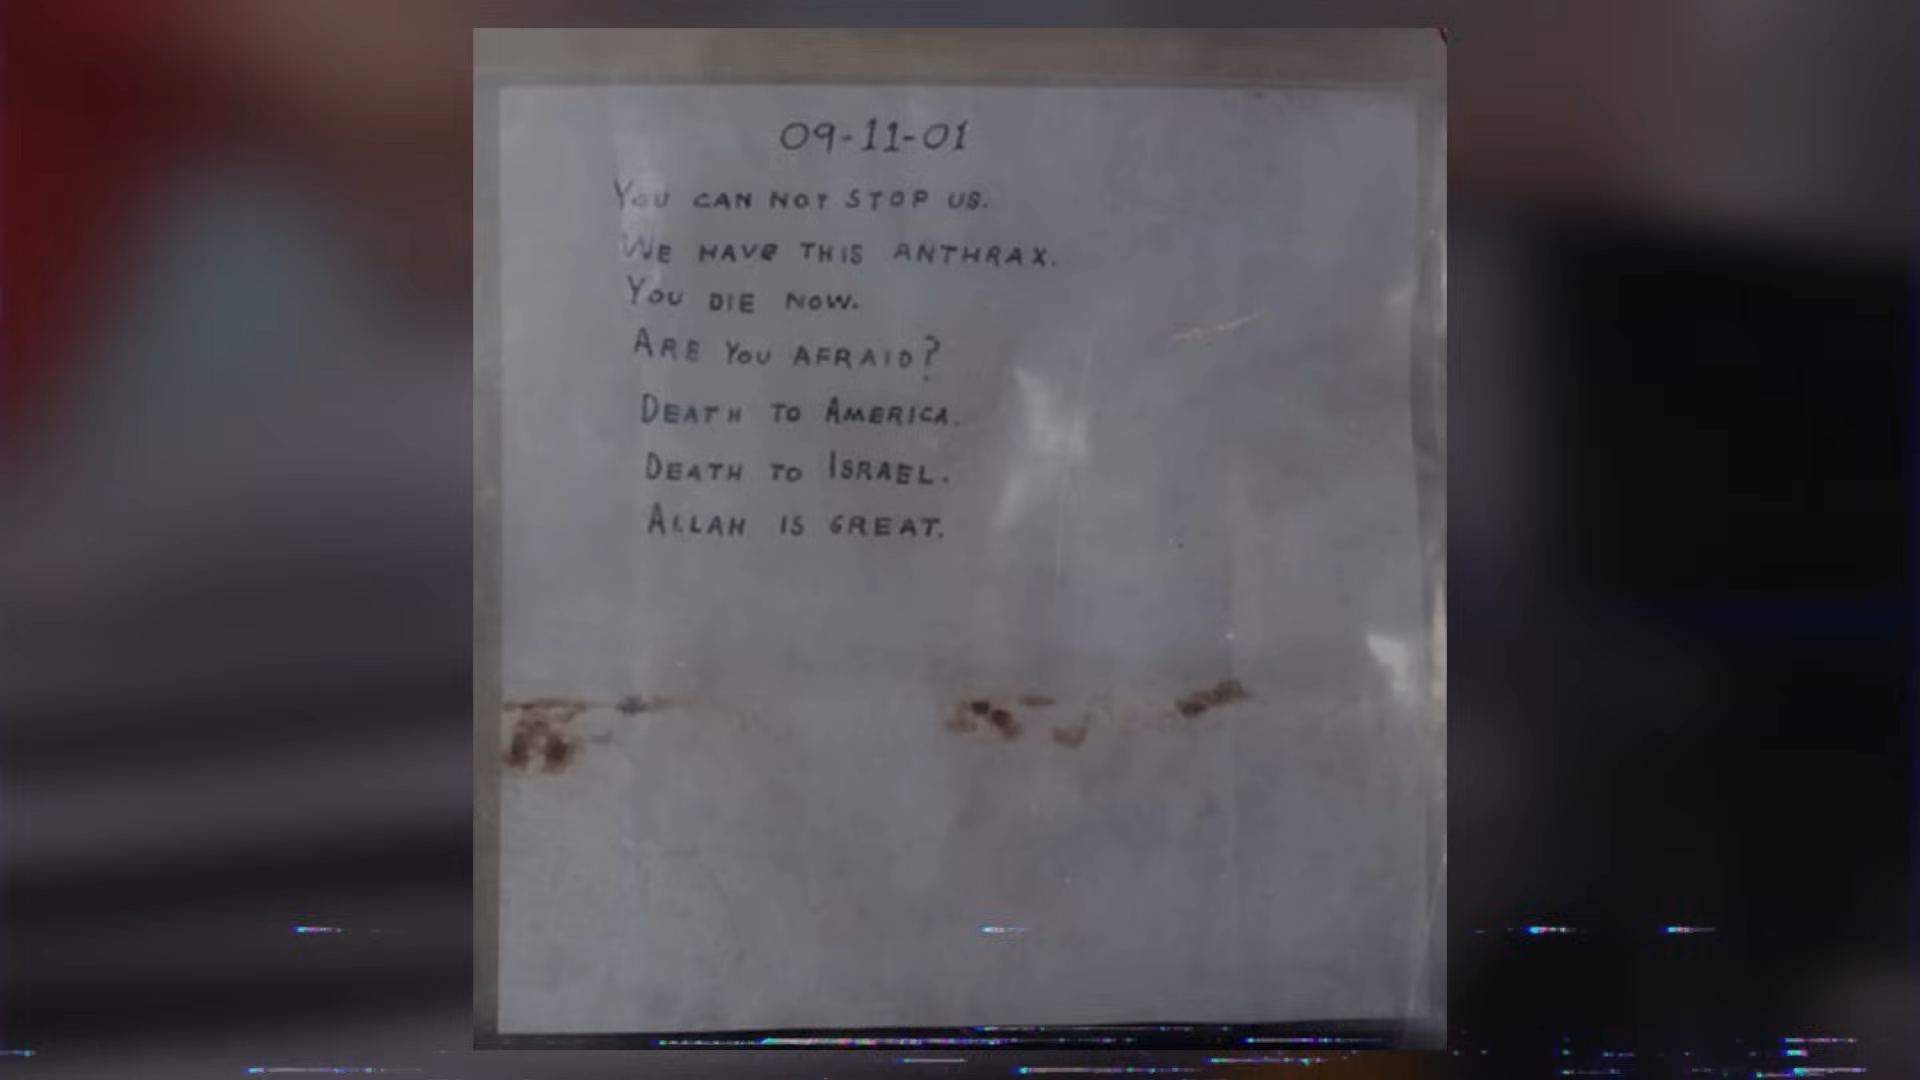 09-11-01
YOU CAN NOT STOP US.
WE HAVE THIS ANTHRAX.
YOU DIE NOW.
ARE YOU AFRAID?
DEATH TO AMERICA.
DEATH TO ISRAEL.
ALLAH IS GREAT.